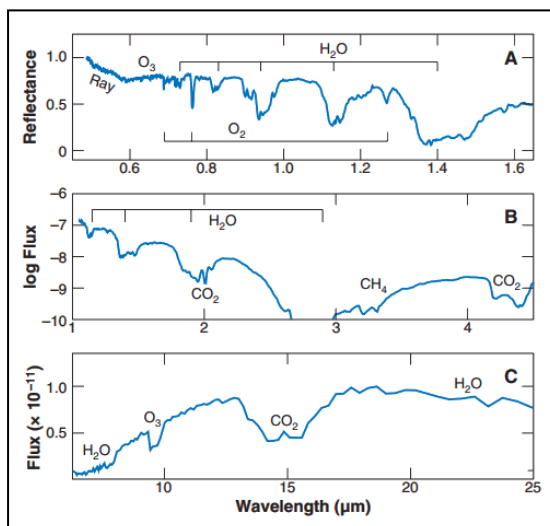 A
1.0
O₃
H₂O
Ray
Reflectance
0.5
O₂
0
0.6 0.8 1.0 1.2 1.4 1.6
B
−6
H₂O
−7
log Flux
−8
CO₂
CH₄
CO₂
−9
−10
1 2 3 4
C
Flux (× 10⁻¹¹)
1.0
H₂O
O₃
0.5
CO₂
H₂O
10 15 20 25
Wavelength (μm)